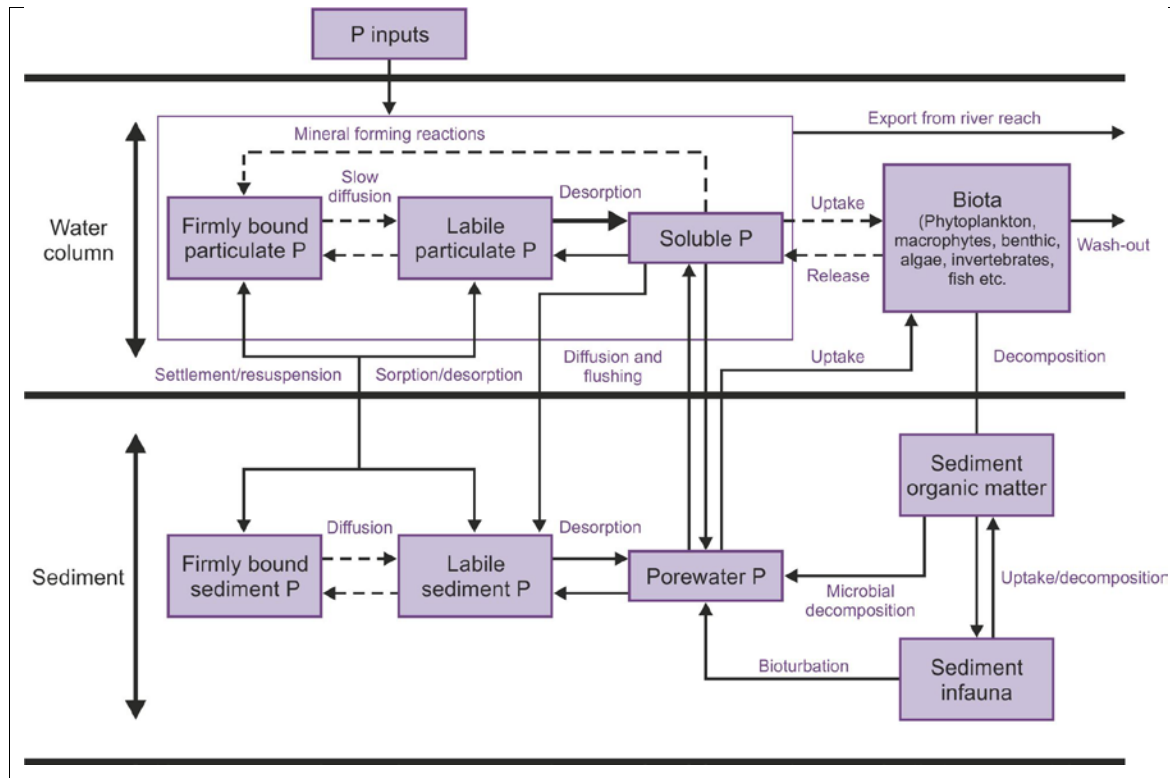 P inputs
Export from river reach
Mineral forming reactions
Slow
diffusion
Desorption
Water
column
Firmly bound
particulate P
Labile
particulate P
Soluble P
Uptake
Release
Biota
(Phytoplankton,
macrophytes, benthic,
algae, invertebrates,
fish etc.
Wash-out
Settlement/resuspension
Sorption/desorption
Diffusion and
flushing
Uptake
Decomposition
Sediment
Diffusion
Desorption
Firmly bound
sediment P
Labile
sediment P
Porewater P
Sediment
organic matter
Microbial
decomposition
Uptake/decomposition
Bioturbation
Sediment
infauna